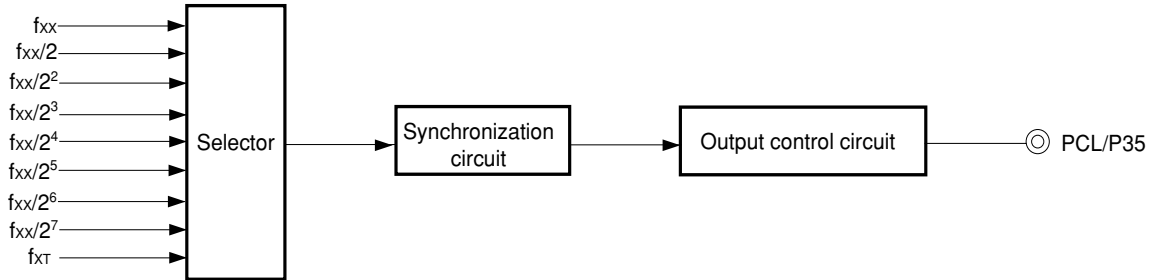 fxx
fxx/2
fxx/2²
fxx/2³
fxx/2⁴
fxx/2⁵
fxx/2⁶
fxx/2⁷
fXT
Selector
Synchronization
circuit
Output control circuit
PCL/P35